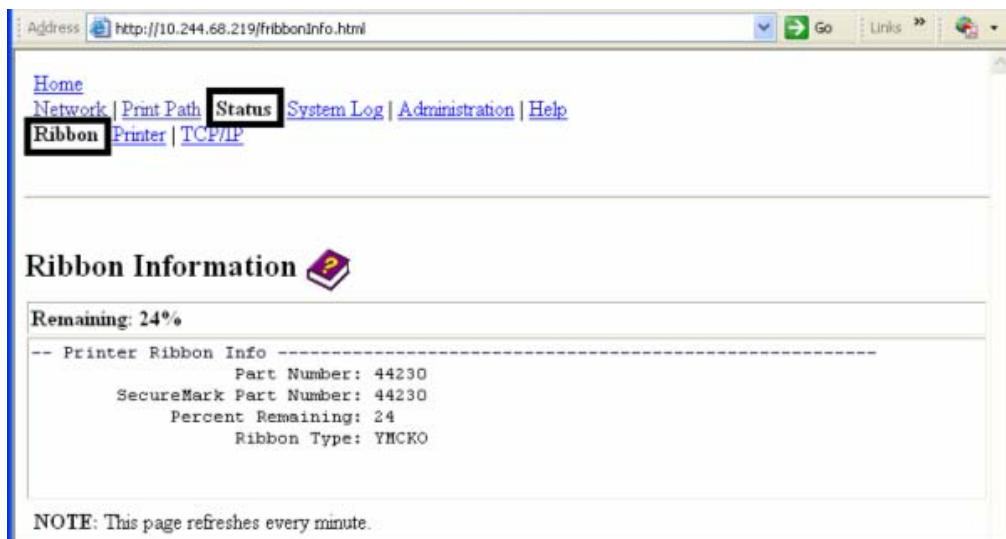 Address http://10.244.68.219/fribbonInfo.html Go Links »
Home
Network | Print Path Status System Log | Administration | Help
Ribbon Printer | TCP/IP
Ribbon Information
Remaining: 24%
-- Printer Ribbon Info --------------------------------------------------------
Part Number: 44230
SecureMark Part Number: 44230
Percent Remaining: 24
Ribbon Type: YMCKO
NOTE: This page refreshes every minute.